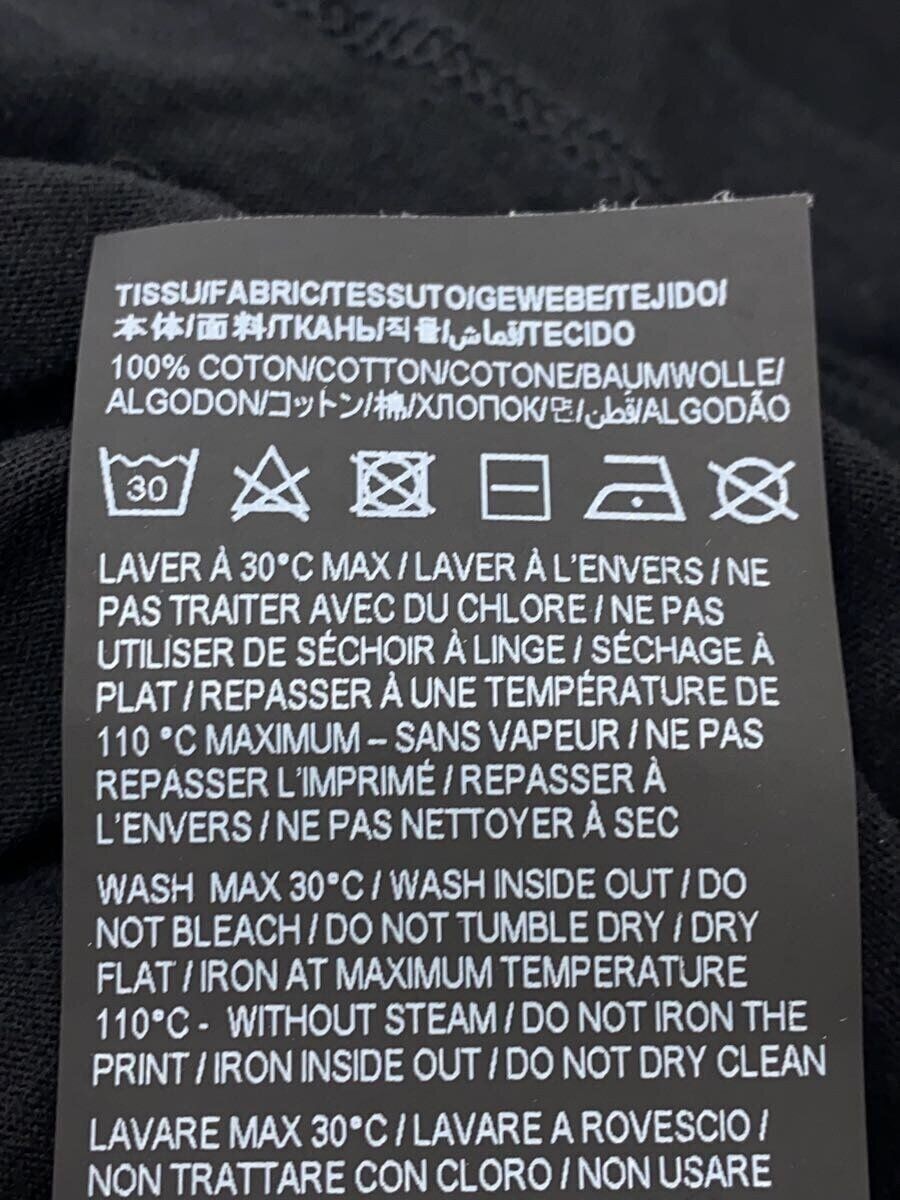 TISSU/FABRIC/TESSUTO/GEWEBE/TEJIDO/
本体/面料/ТКАНЬ/직물/قماش/TECIDO
100% COTON/COTTON/COTONE/BAUMWOLLE/
ALGODON/コットン/棉/ХЛОПОК/면/قطن/ALGODÃO
30
LAVER À 30°C MAX / LAVER À L'ENVERS / NE
PAS TRAITER AVEC DU CHLORE / NE PAS
UTILISER DE SÉCHOIR À LINGE / SÉCHAGE À
PLAT / REPASSER À UNE TEMPÉRATURE DE
110 °C MAXIMUM – SANS VAPEUR / NE PAS
REPASSER L'IMPRIMÉ / REPASSER À
L'ENVERS / NE PAS NETTOYER À SEC
WASH MAX 30°C / WASH INSIDE OUT / DO
NOT BLEACH / DO NOT TUMBLE DRY / DRY
FLAT / IRON AT MAXIMUM TEMPERATURE
110°C - WITHOUT STEAM / DO NOT IRON THE
PRINT / IRON INSIDE OUT / DO NOT DRY CLEAN
LAVARE MAX 30°C / LAVARE A ROVESCIO /
NON TRATTARE CON CLORO / NON USARE